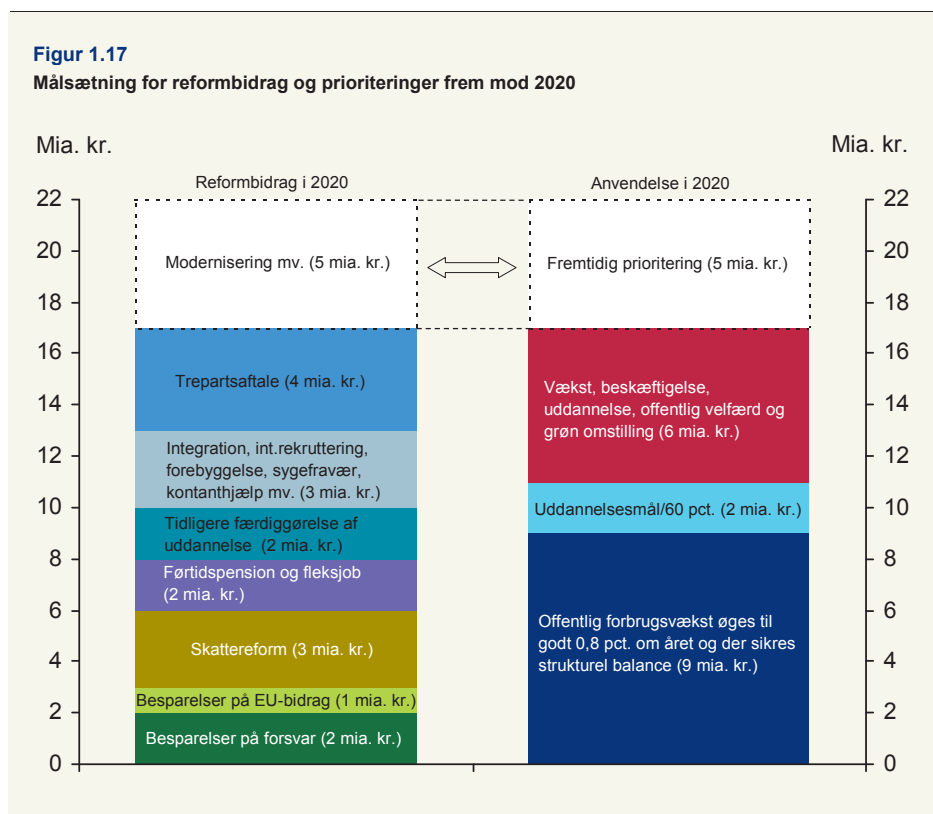 Figur 1.17
Målsætning for reformbidrag og prioriteringer frem mod 2020
Mia. kr.
Mia. kr.
Reformbidrag i 2020
Anvendelse i 2020
22
20
18
16
14
12
10
8
6
4
2
0
Modernisering mv. (5 mia. kr.)
Trepartsaftale (4 mia. kr.)
Integration, int.rekruttering,
forebyggelse, sygefravær,
kontanthjælp mv. (3 mia. kr.)
Tidligere færdiggørelse af
uddannelse (2 mia. kr.)
Førtidspension og fleksjob
(2 mia. kr.)
Skattereform (3 mia. kr.)
Besparelser på EU-bidrag (1 mia. kr.)
Besparelser på forsvar (2 mia. kr.)
Fremtidig prioritering (5 mia. kr.)
Vækst, beskæftigelse,
uddannelse, offentlig velfærd og
grøn omstilling (6 mia. kr.)
Uddannelsesmål/60 pct. (2 mia. kr.)
Offentlig forbrugsvækst øges til
godt 0,8 pct. om året og der sikres
strukturel balance (9 mia. kr.)
22
20
18
16
14
12
10
8
6
4
2
0